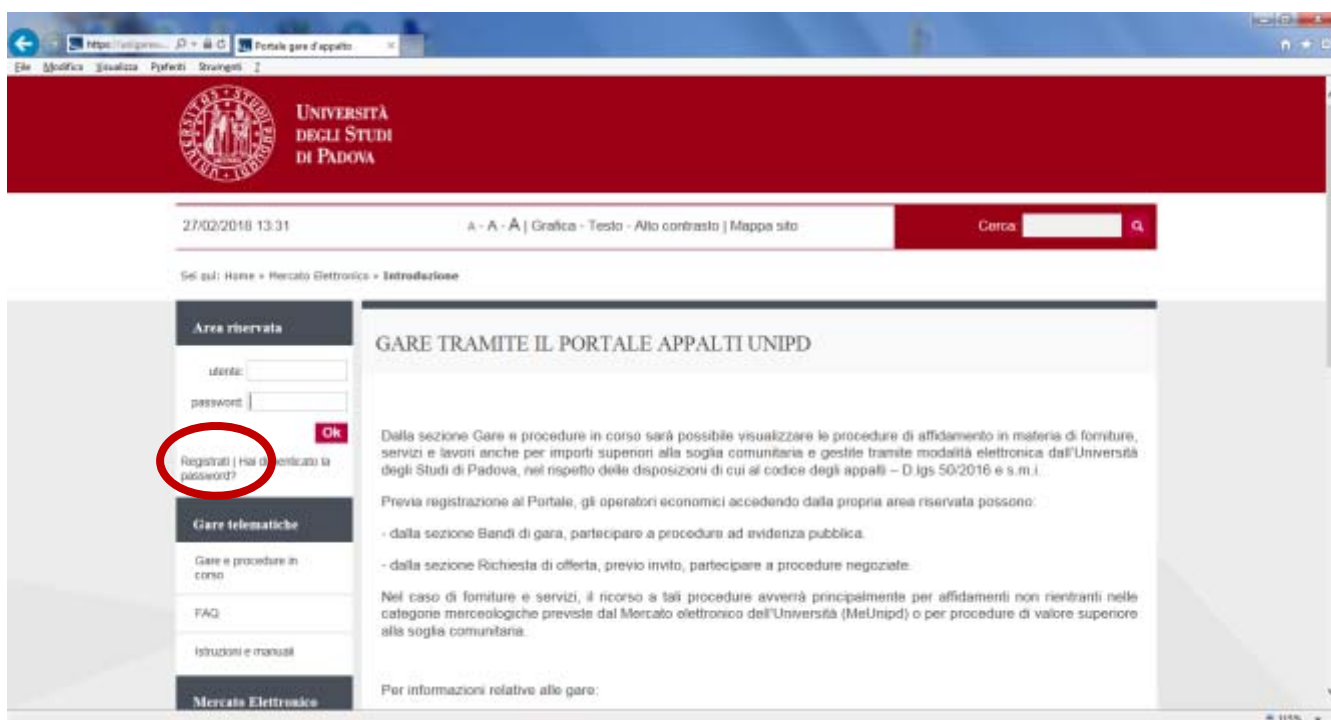 https://
Portale gare d'appalto
File Modifica Visualizza Preferiti Strumenti ?
UNIVERSITÀ
DEGLI STUDI
DI PADOVA
27/02/2018 13:31
A - A - A | Grafica - Testo - Alto contrasto | Mappa sito
Cerca
Sei qui: Home » Mercato Elettronico » Introduzione
Area riservata
utente:
password:
Ok
Registrati | Hai dimenticato la
password?
Gare telematiche
Gare e procedure in
corso
FAQ
Istruzioni e manuali
Mercato Elettronico
GARE TRAMITE IL PORTALE APPALTI UNIPD
Dalla sezione Gare e procedure in corso sarà possibile visualizzare le procedure di affidamento in materia di forniture,
servizi e lavori anche per importi superiori alla soglia comunitaria e gestite tramite modalità elettronica dall'Università
degli Studi di Padova, nel rispetto delle disposizioni di cui al codice degli appalti – D.lgs 50/2016 e s.m.i.
Previa registrazione al Portale, gli operatori economici accedendo dalla propria area riservata possono:
- dalla sezione Bandi di gara, partecipare a procedure ad evidenza pubblica.
- dalla sezione Richiesta di offerta, previo invito, partecipare a procedure negoziate.
Nel caso di forniture e servizi, il ricorso a tali procedure avverrà principalmente per affidamenti non rientranti nelle
categorie merceologiche previste dal Mercato elettronico dell'Università (MeUnipd) o per procedure di valore superiore
alla soglia comunitaria.
Per informazioni relative alle gare:
115%